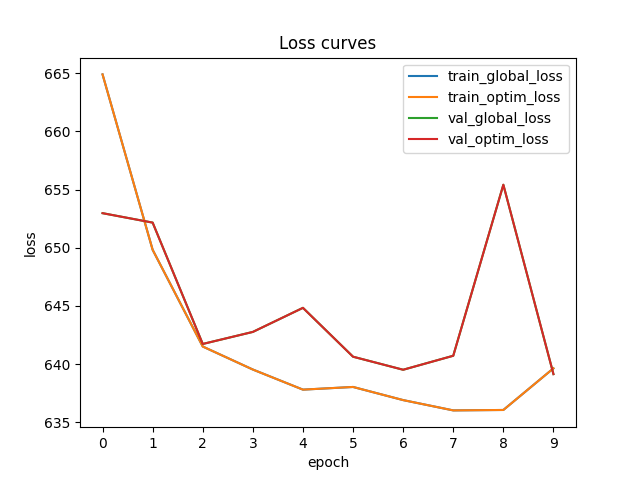 Loss curves
665
660
655
650
645
640
635
loss
train_global_loss
train_optim_loss
val_global_loss
val_optim_loss
0 1 2 3 4 5 6 7 8 9
epoch